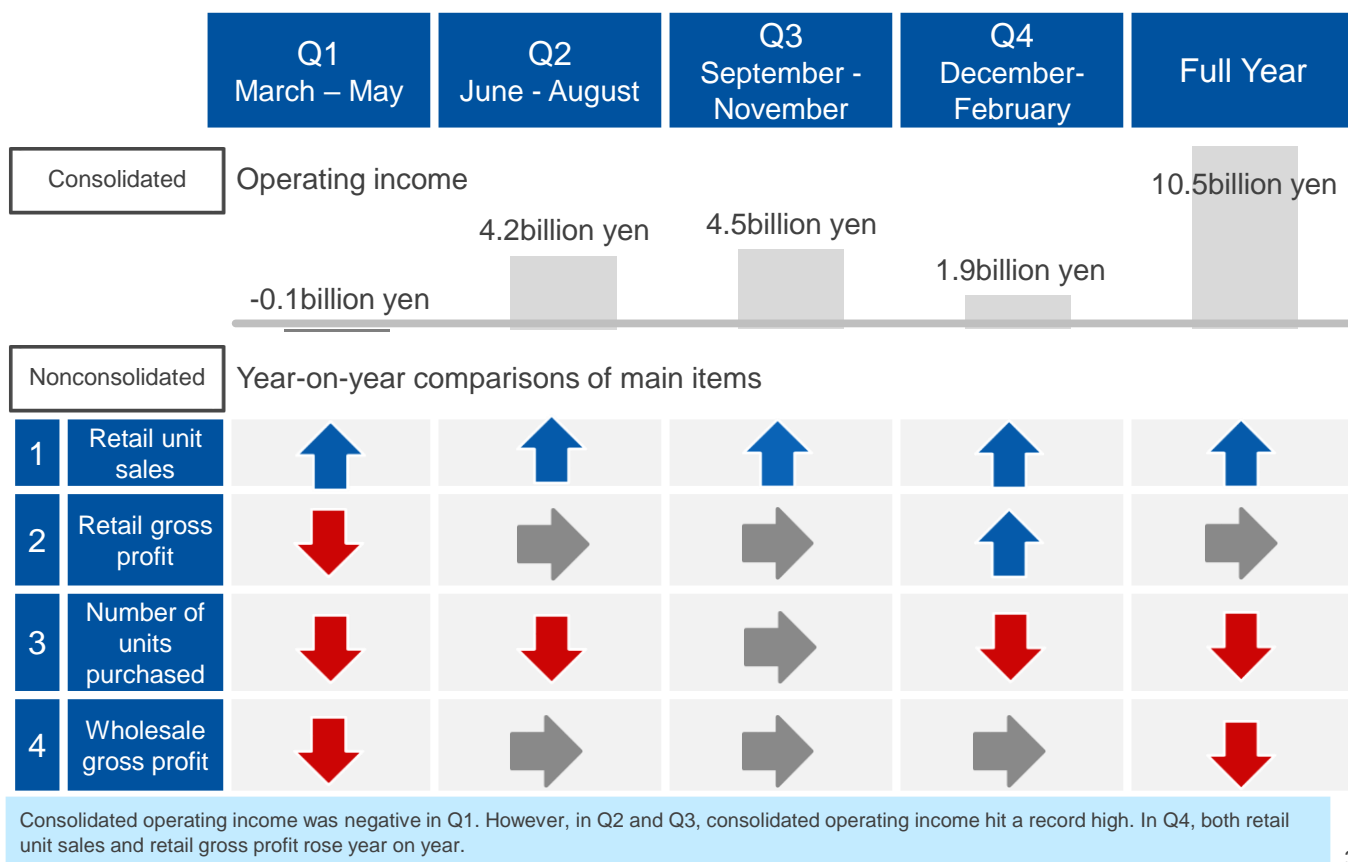 Q1
March – May
Q2
June - August
Q3
September -
November
Q4
December-
February
Full Year
Consolidated
Operating income
-0.1billion yen
4.2billion yen
4.5billion yen
1.9billion yen
10.5billion yen
Nonconsolidated
Year-on-year comparisons of main items
1
Retail unit
sales
2
Retail gross
profit
3
Number of
units
purchased
4
Wholesale
gross profit
Consolidated operating income was negative in Q1. However, in Q2 and Q3, consolidated operating income hit a record high. In Q4, both retail
unit sales and retail gross profit rose year on year.